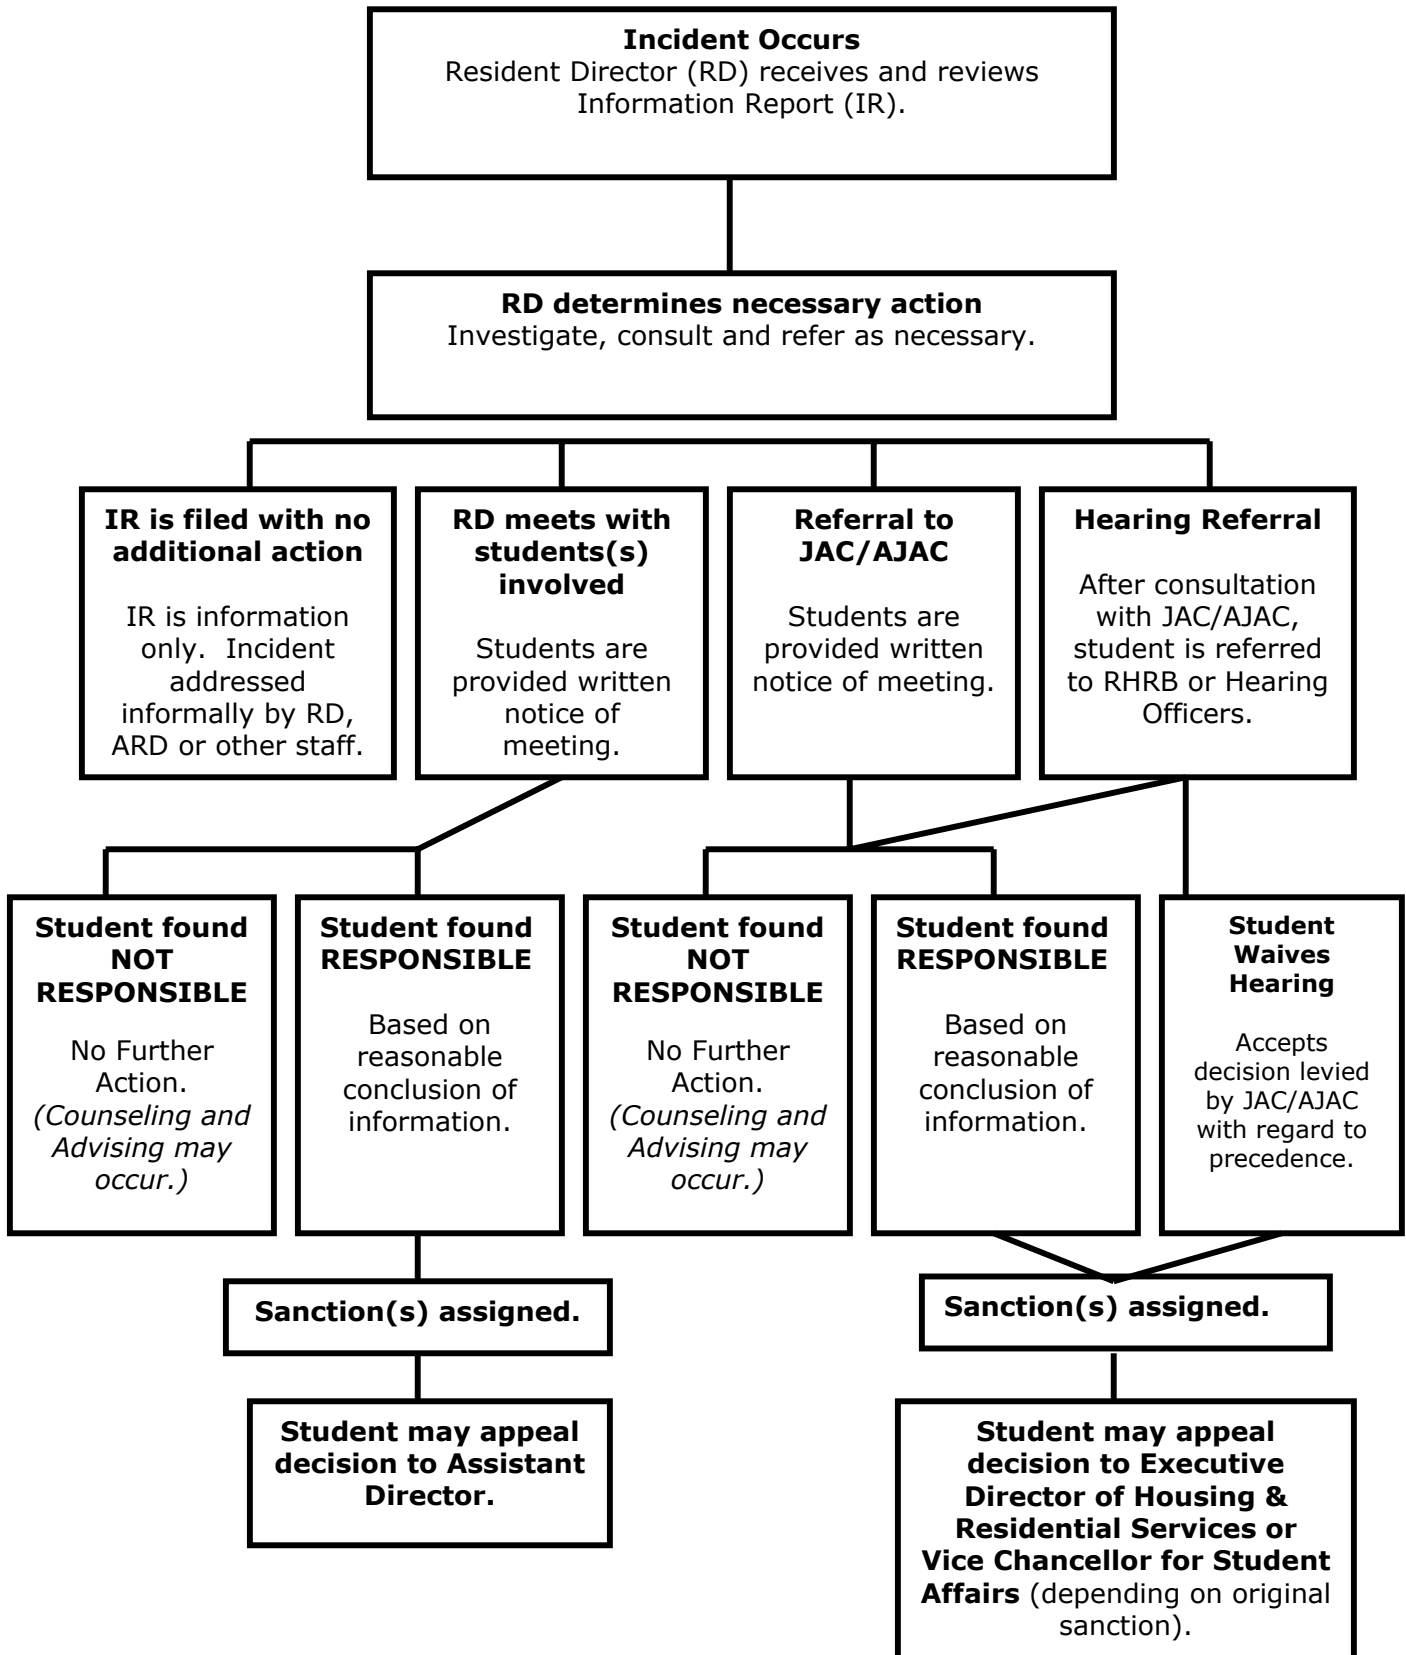 Incident Occurs
Resident Director (RD) receives and reviews
Information Report (IR).
RD determines necessary action
Investigate, consult and refer as necessary.
IR is filed with no
additional action
IR is information
only.  Incident
addressed
informally by RD,
ARD or other staff.
RD meets with
students(s)
involved
Students are
provided written
notice of
meeting.
Referral to
JAC/AJAC
Students are
provided written
notice of meeting.
Hearing Referral
After consultation
with JAC/AJAC,
student is referred
to RHRB or Hearing
Officers.
Student found
NOT
RESPONSIBLE
No Further
Action.
(Counseling and
Advising may
occur.)
Student found
RESPONSIBLE
Based on
reasonable
conclusion of
information.
Student found
NOT
RESPONSIBLE
No Further
Action.
(Counseling and
Advising may
occur.)
Student found
RESPONSIBLE
Based on
reasonable
conclusion of
information.
Student
Waives
Hearing
Accepts
decision levied
by JAC/AJAC
with regard to
precedence.
Sanction(s) assigned.
Sanction(s) assigned.
Student may appeal
decision to Assistant
Director.
Student may appeal
decision to Executive
Director of Housing &
Residential Services or
Vice Chancellor for Student
Affairs (depending on original
sanction).